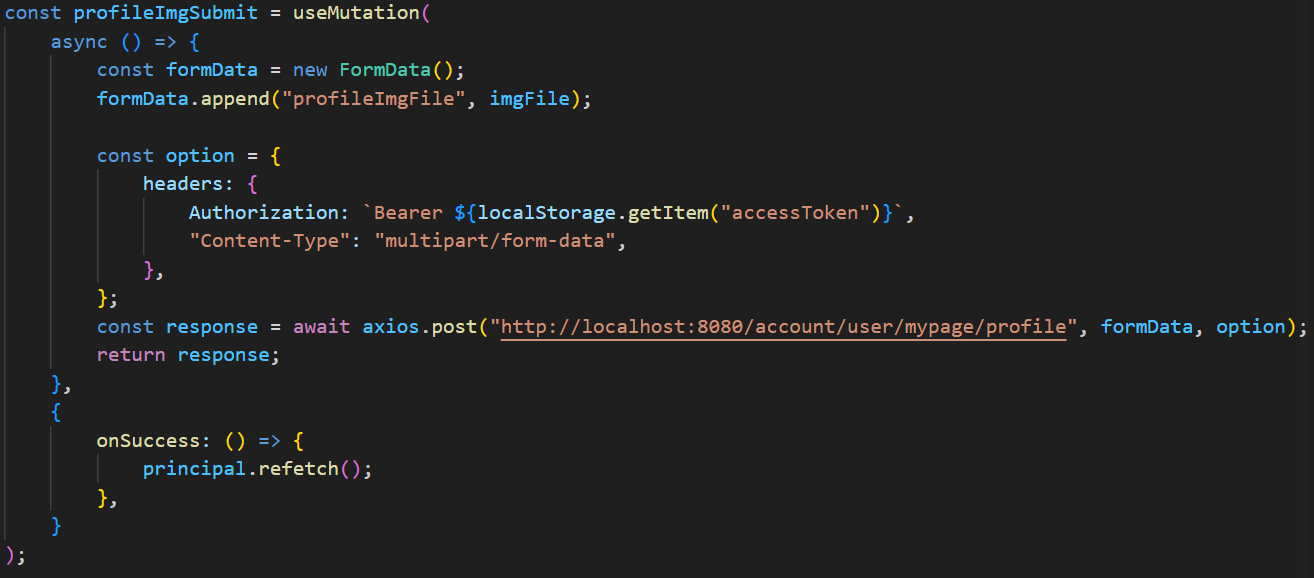 const profileImgSubmit = useMutation(
    async () => {
        const formData = new FormData();
        formData.append("profileImgFile", imgFile);

        const option = {
            headers: {
                Authorization: `Bearer ${localStorage.getItem("accessToken")}`,
                "Content-Type": "multipart/form-data",
            },
        };
        const response = await axios.post("http://localhost:8080/account/user/mypage/profile", formData, option);
        return response;
    },
    {
        onSuccess: () => {
            principal.refetch();
        },
    }
);